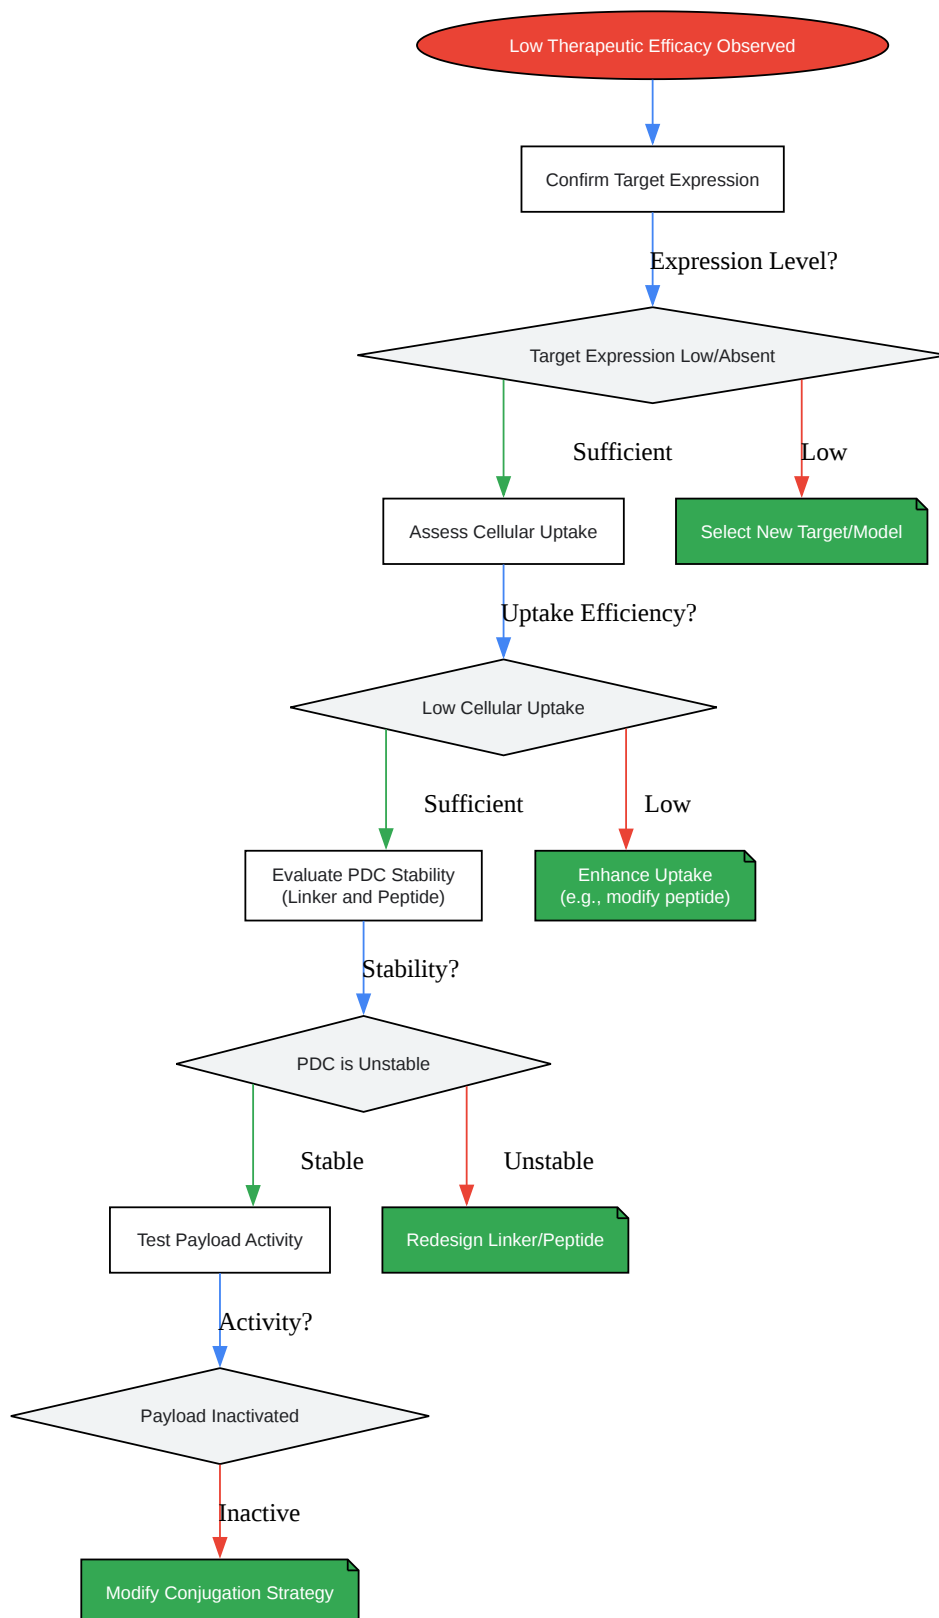 Low Therapeutic Efficacy Observed
Confirm Target Expression
Expression Level?
Target Expression Low/Absent
Sufficient
Low
Assess Cellular Uptake
Select New Target/Model
Uptake Efficiency?
Low Cellular Uptake
Sufficient
Low
Evaluate PDC Stability
(Linker and Peptide)
Enhance Uptake
(e.g., modify peptide)
Stability?
PDC is Unstable
Stable
Unstable
Test Payload Activity
Redesign Linker/Peptide
Activity?
Payload Inactivated
Inactive
Modify Conjugation Strategy